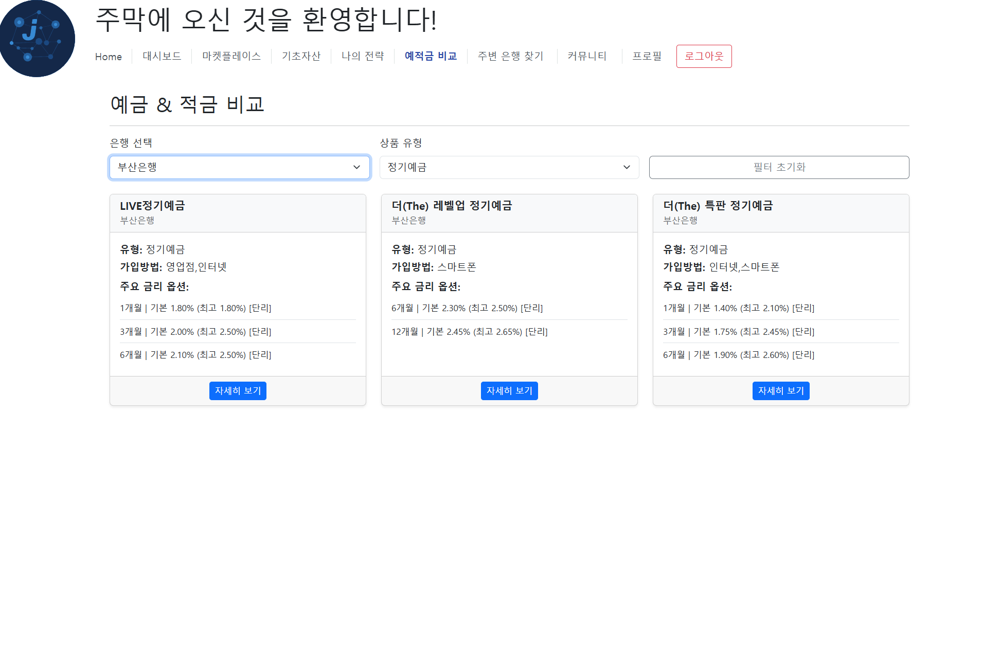 J
주막에 오신 것을 환영합니다!
Home 대시보드 마켓플레이스 기초자산 나의 전략 예적금 비교 주변 은행 찾기 커뮤니티 프로필 로그아웃
예금 & 적금 비교
은행 선택 상품 유형
부산은행 정기예금 필터 초기화
LIVE정기예금
부산은행
유형: 정기예금
가입방법: 영업점,인터넷
주요 금리 옵션:
1개월 | 기본 1.80% (최고 1.80%) [단리]
3개월 | 기본 2.00% (최고 2.50%) [단리]
6개월 | 기본 2.10% (최고 2.50%) [단리]
자세히 보기
더(The) 레벨업 정기예금
부산은행
유형: 정기예금
가입방법: 스마트폰
주요 금리 옵션:
6개월 | 기본 2.30% (최고 2.50%) [단리]
12개월 | 기본 2.45% (최고 2.65%) [단리]
자세히 보기
더(The) 특판 정기예금
부산은행
유형: 정기예금
가입방법: 인터넷,스마트폰
주요 금리 옵션:
1개월 | 기본 1.40% (최고 2.10%) [단리]
3개월 | 기본 1.75% (최고 2.45%) [단리]
6개월 | 기본 1.90% (최고 2.60%) [단리]
자세히 보기